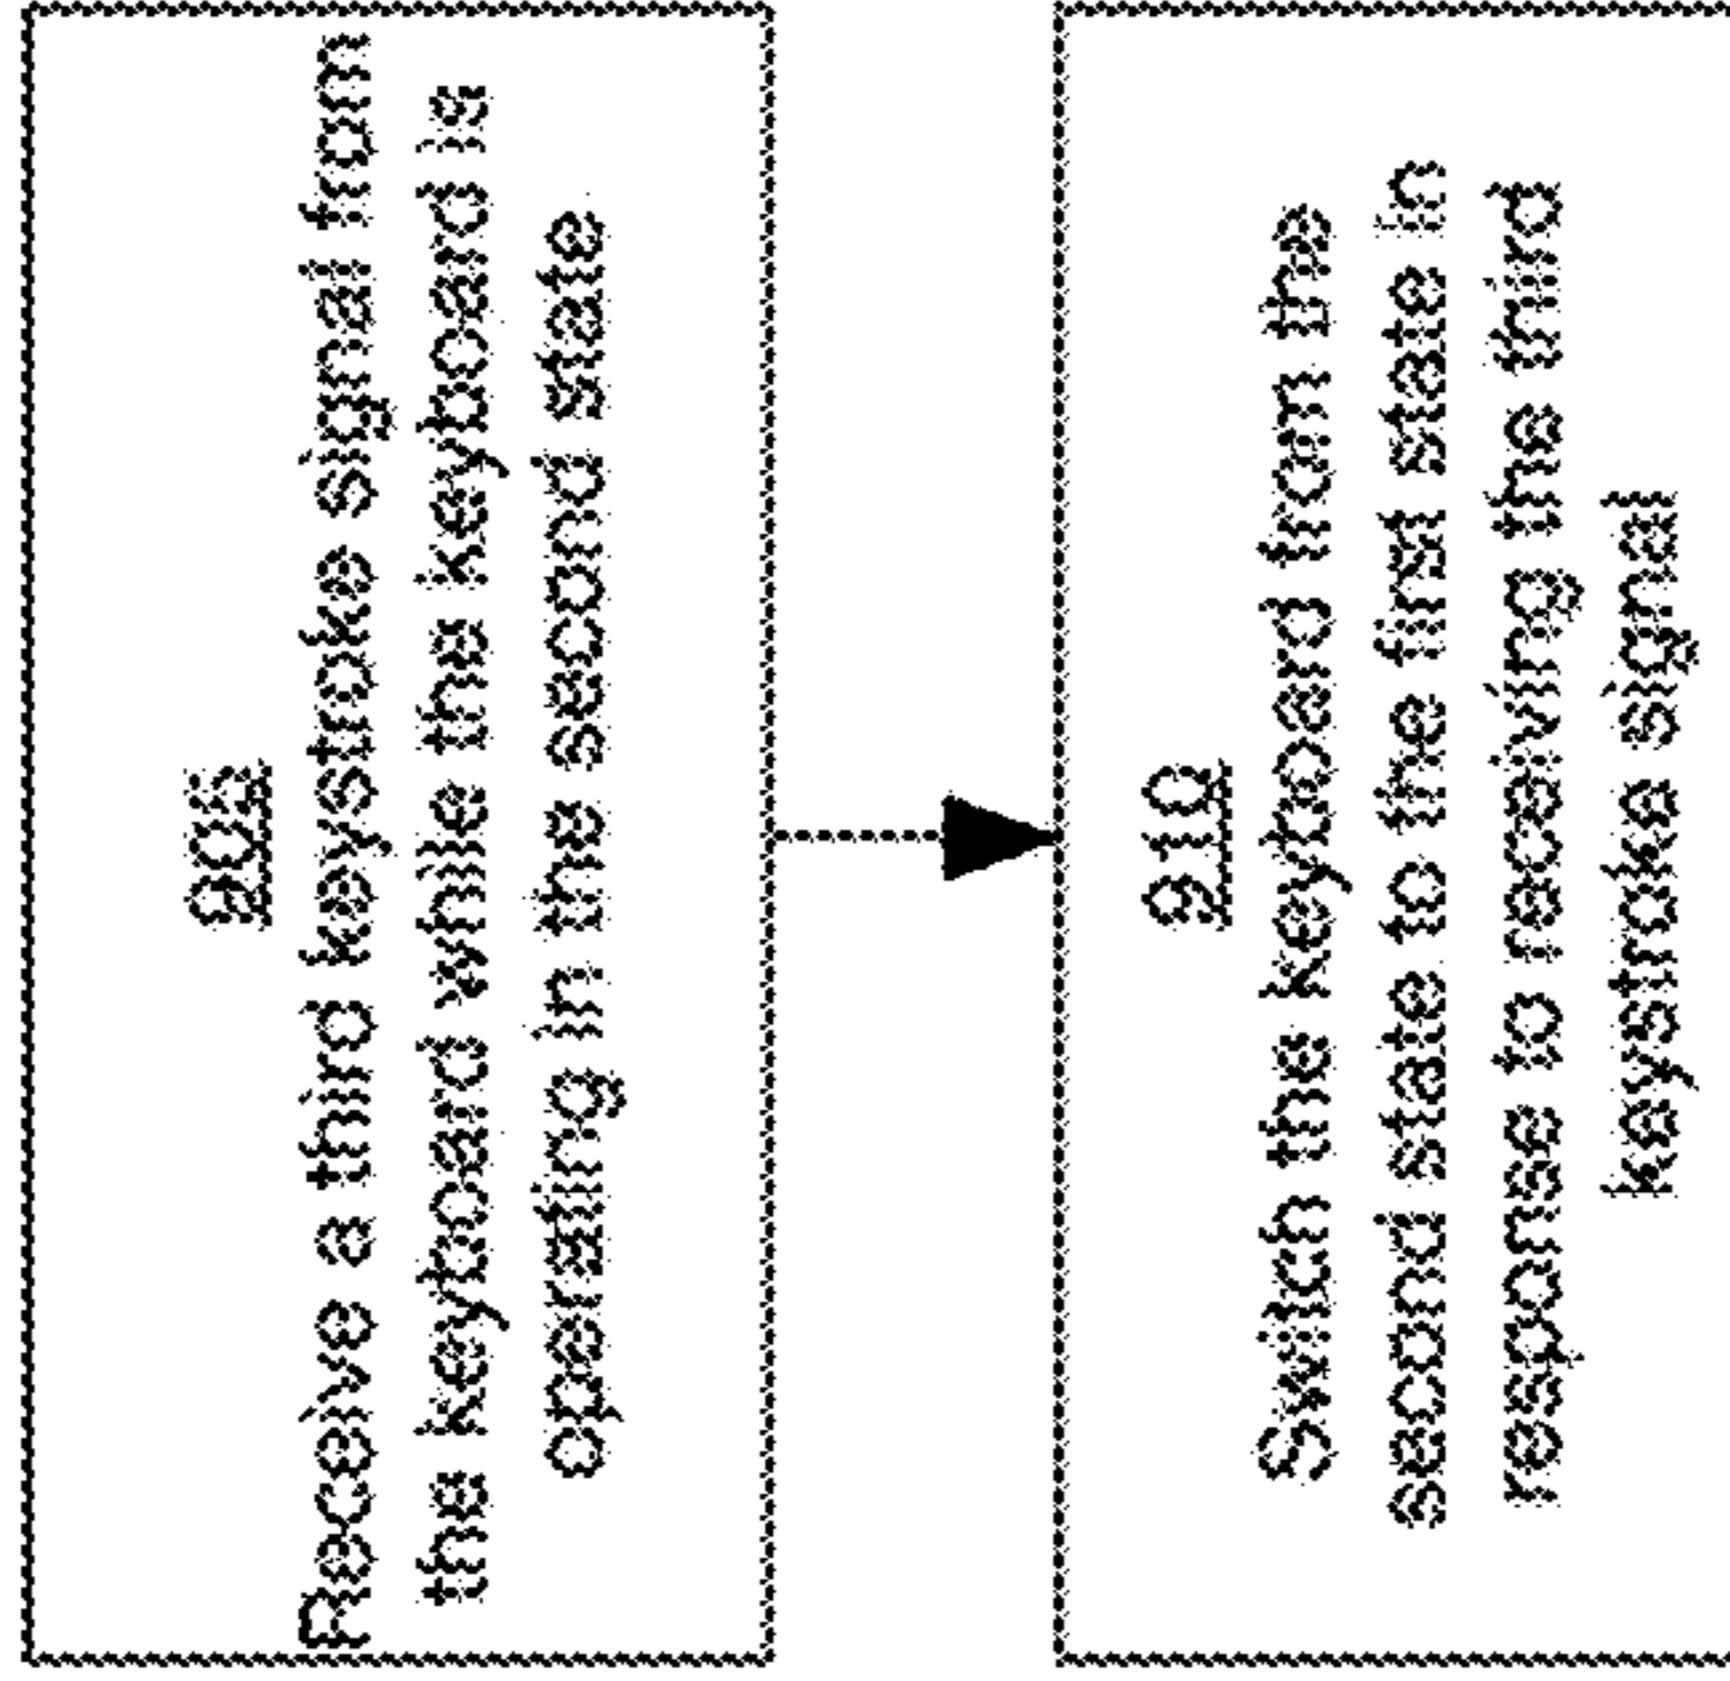 905
Receive a third keystroke signal from
the keyboard while the keyboard is
operating in the second state
910
Switch the keyboard from the
second state to the first state in
response to receiving the third
keystroke signal